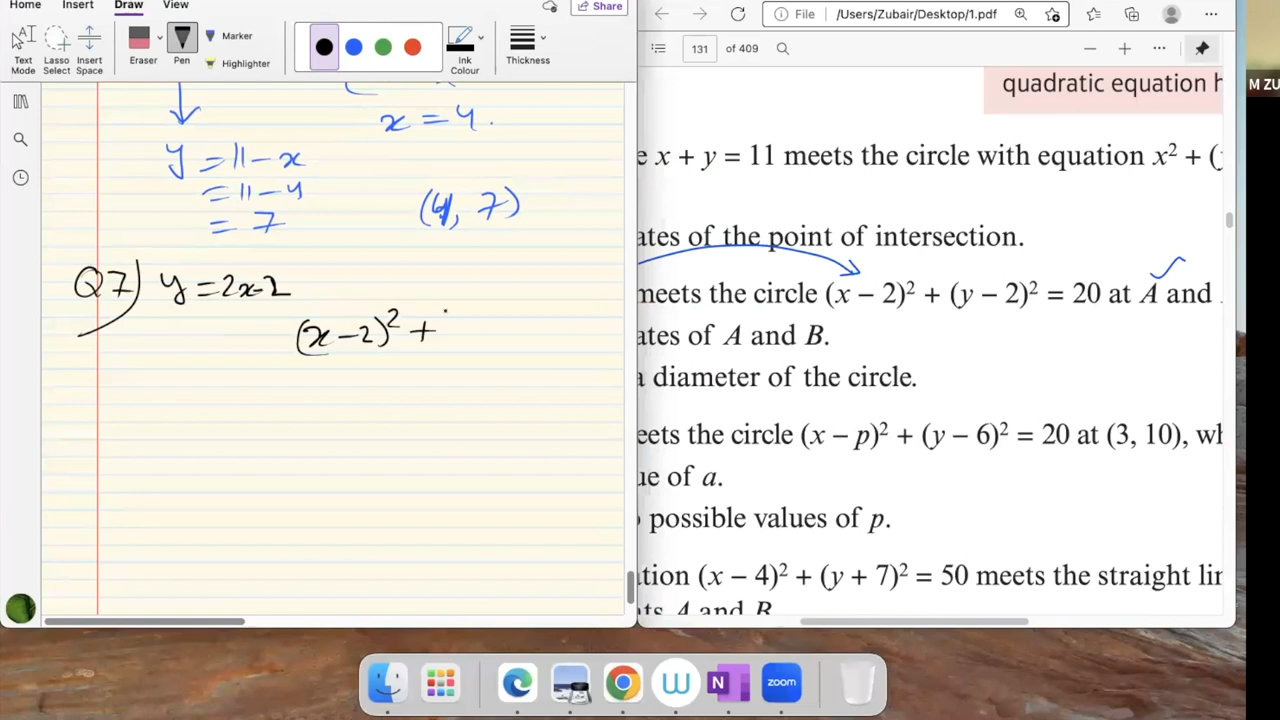 Home Insert Draw View Share
Text Mode
Lasso Select
Insert Space
Eraser
Pen
Marker
Highlighter
Ink Colour
Thickness
x = 4.
y = 11 - x
= 11 - 4
= 7
(4, 7)
Q7) y = 2x-2
(x-2)² +
File /Users/Zubair/Desktop/1.pdf
131 of 409
quadratic equation h
M ZU
e x + y = 11 meets the circle with equation x² + (
ates of the point of intersection.
meets the circle (x − 2)² + (y − 2)² = 20 at A and
ates of A and B.
a diameter of the circle.
eets the circle (x − p)² + (y − 6)² = 20 at (3, 10), wh
ue of a.
possible values of p.
tion (x − 4)² + (y + 7)² = 50 meets the straight lin
ts A and B
W N zoom